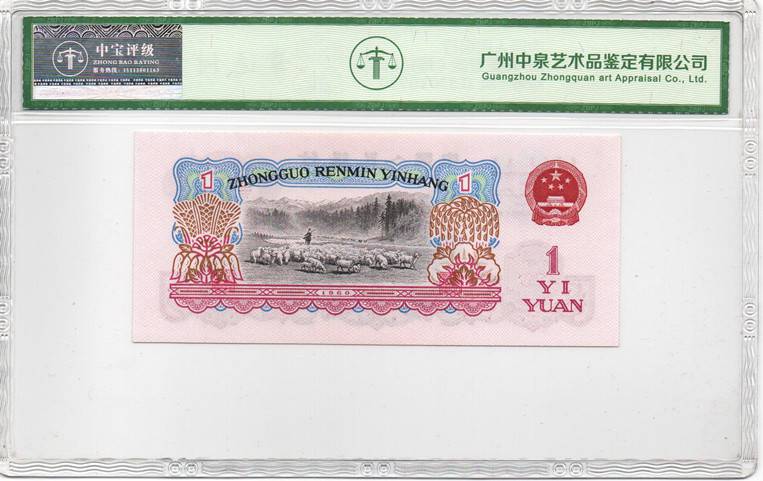 中宝评级
ZHONG BAO RATING
广州中泉艺术品鉴定有限公司
Guangzhou Zhongquan art Appraisal Co., Ltd.
ZHONGGUO RENMIN YINHANG
1
1
1960
1
YI
YUAN